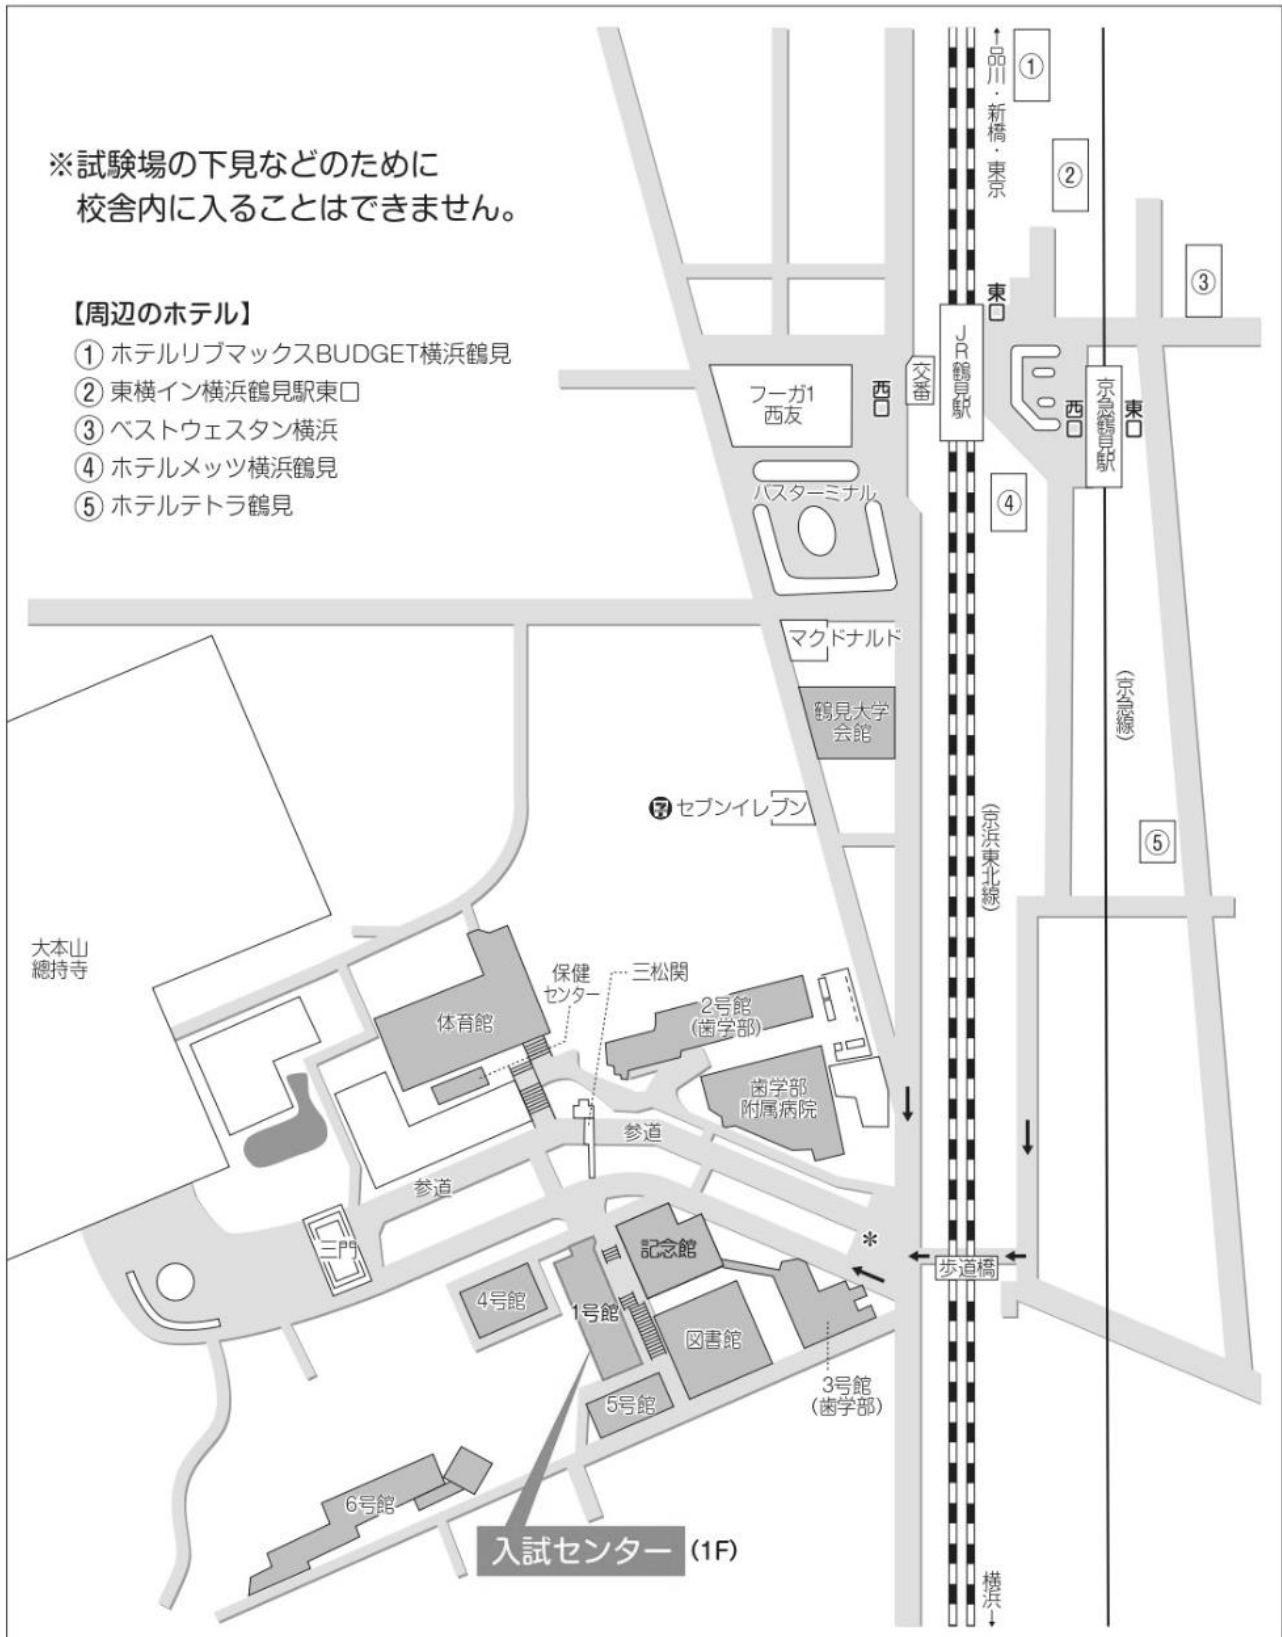 ※試験場の下見などのために
校舎内に入ることはできません。
【周辺のホテル】
① ホテルリブマックスBUDGET横浜鶴見
② 東横イン横浜鶴見駅東口
③ ベストウェスタン横浜
④ ホテルメッツ横浜鶴見
⑤ ホテルテトラ鶴見
←品川・新橋・東京
①
②
③
東口
JR鶴見駅
交番
西口
フーガ1
西友
西口
京急鶴見駅
東口
バスターミナル
④
マクドナルド
鶴見大学
会館
(京急線)
セブンイレブン
(京浜東北線)
⑤
大本山
總持寺
体育館
保健
センター
三松関
2号館
(歯学部)
歯学部
附属病院
参道
参道
三門
記念館
*
歩道橋
4号館
1号館
図書館
3号館
(歯学部)
5号館
6号館
入試センター (1F)
横浜→